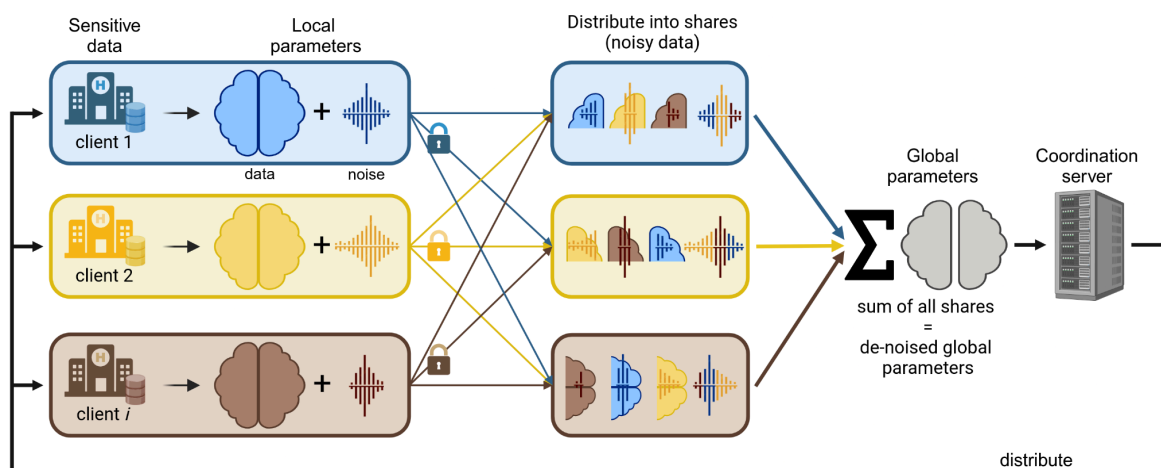 Sensitive
data
Local
parameters
Distribute into shares
(noisy data)
H
client 1
+
data
noise
H
client 2
+
H
client i
+
Σ
Global
parameters
Coordination
server
sum of all shares
=
de-noised global
parameters
distribute